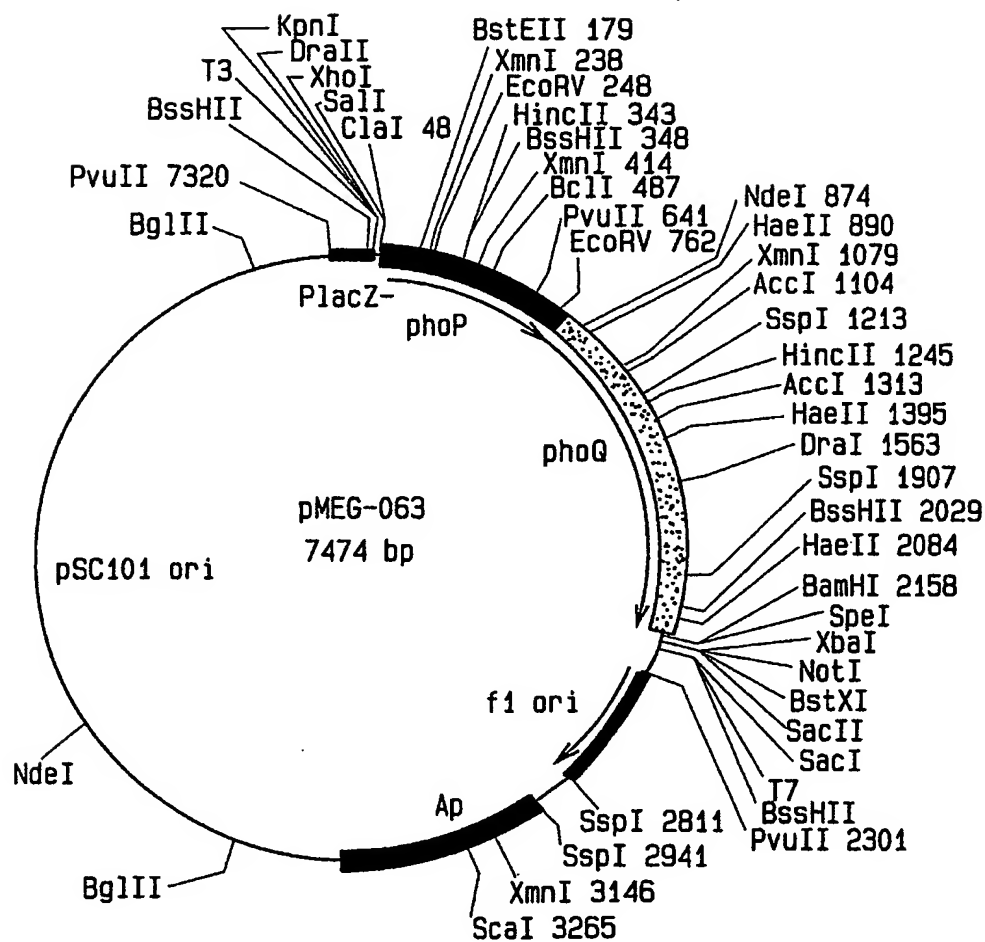 KpnI
DraII
XhoI
SalI
ClaI 48
T3
BssHII
PvuII 7320
BglII
BstEII 179
XmnI 238
EcoRV 248
HincII 343
BssHII 348
XmnI 414
BclI 487
PvuII 641
EcoRV 762
NdeI 874
HaeII 890
XmnI 1079
AccI 1104
SspI 1213
HincII 1245
AccI 1313
HaeII 1395
DraI 1563
SspI 1907
BssHII 2029
HaeII 2084
BamHI 2158
SpeI
XbaI
NotI
BstXI
SacII
SacI
T7
BssHII
PvuII 2301
PlacZ-
phoP
phoQ
pMEG-063
7474 bp
pSC101 ori
f1 ori
Ap
SspI 2811
SspI 2941
XmnI 3146
ScaI 3265
NdeI
BglII